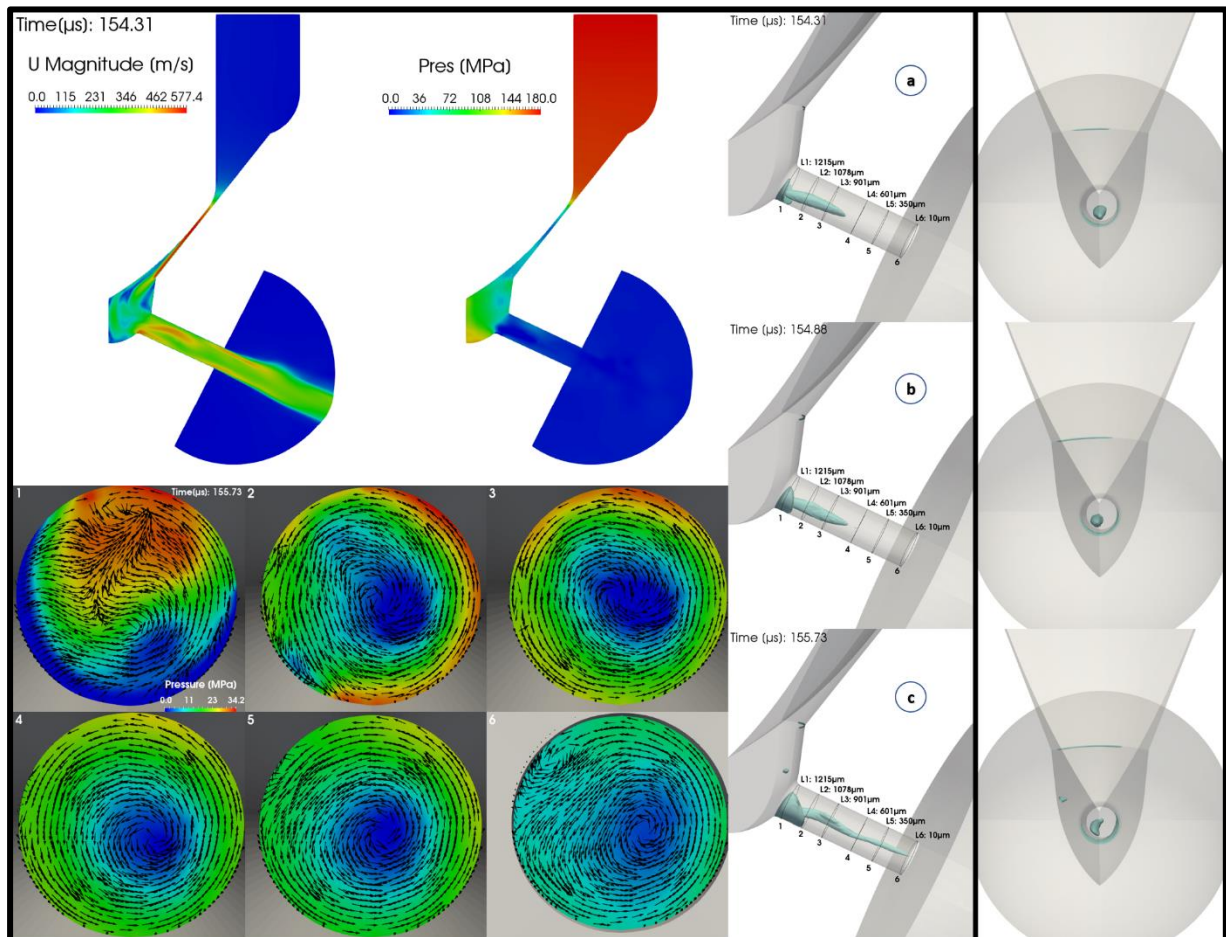 Time(µs): 154.31
U Magnitude (m/s)
0.0 115 231 346 462 577.4
Pres (MPa)
0.0 36 72 108 144 180.0
1
Time(µs): 155.73
Pressure (MPa)
0.0 11 23 34.2
2
3
4
5
6
Time (µs): 154.31
a
L1: 1215µm
L2: 1078µm
L3: 901µm
L4: 601µm
L5: 350µm
L6: 10µm
1
2
3
4
5
6
Time (µs): 154.88
b
L1: 1215µm
L2: 1078µm
L3: 901µm
L4: 601µm
L5: 350µm
L6: 10µm
1
2
3
4
5
6
Time (µs): 155.73
c
L1: 1215µm
L2: 1078µm
L3: 901µm
L4: 601µm
L5: 350µm
L6: 10µm
1
2
3
4
5
6